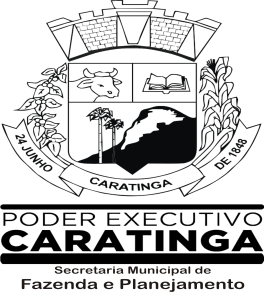 24 JUNHO
CARATINGA
DE 1848
PODER EXECUTIVO
CARATINGA
Secretaria Municipal de
Fazenda e Planejamento